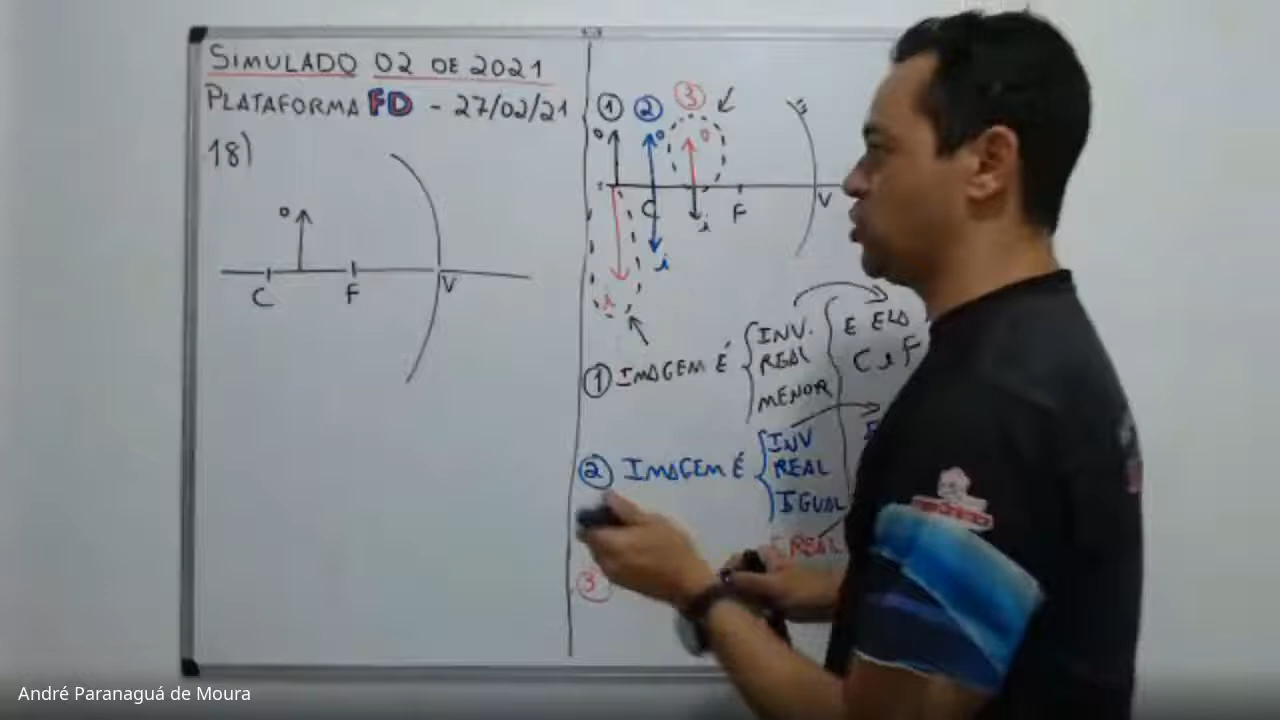 SIMULADO 02 DE 2021
PLATAFORMA FD - 27/02/21
18)
o
C F V
1 2 3
o o o
C F V
i i i
1 IMAGEM É INV. REAL MENOR
E ELA C e F
2 IMAGEM É INV REAL IGUAL
3 REAL
André Paranaguá de Moura